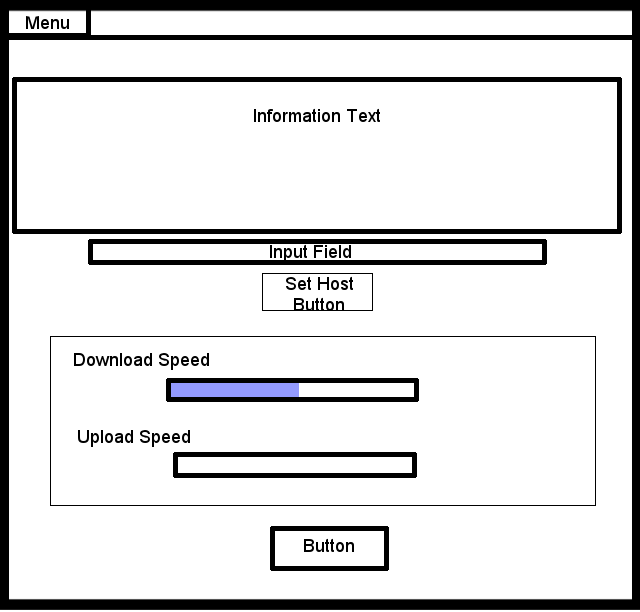 Menu
Information Text
Input Field
Set Host
Button
Download Speed
Upload Speed
Button